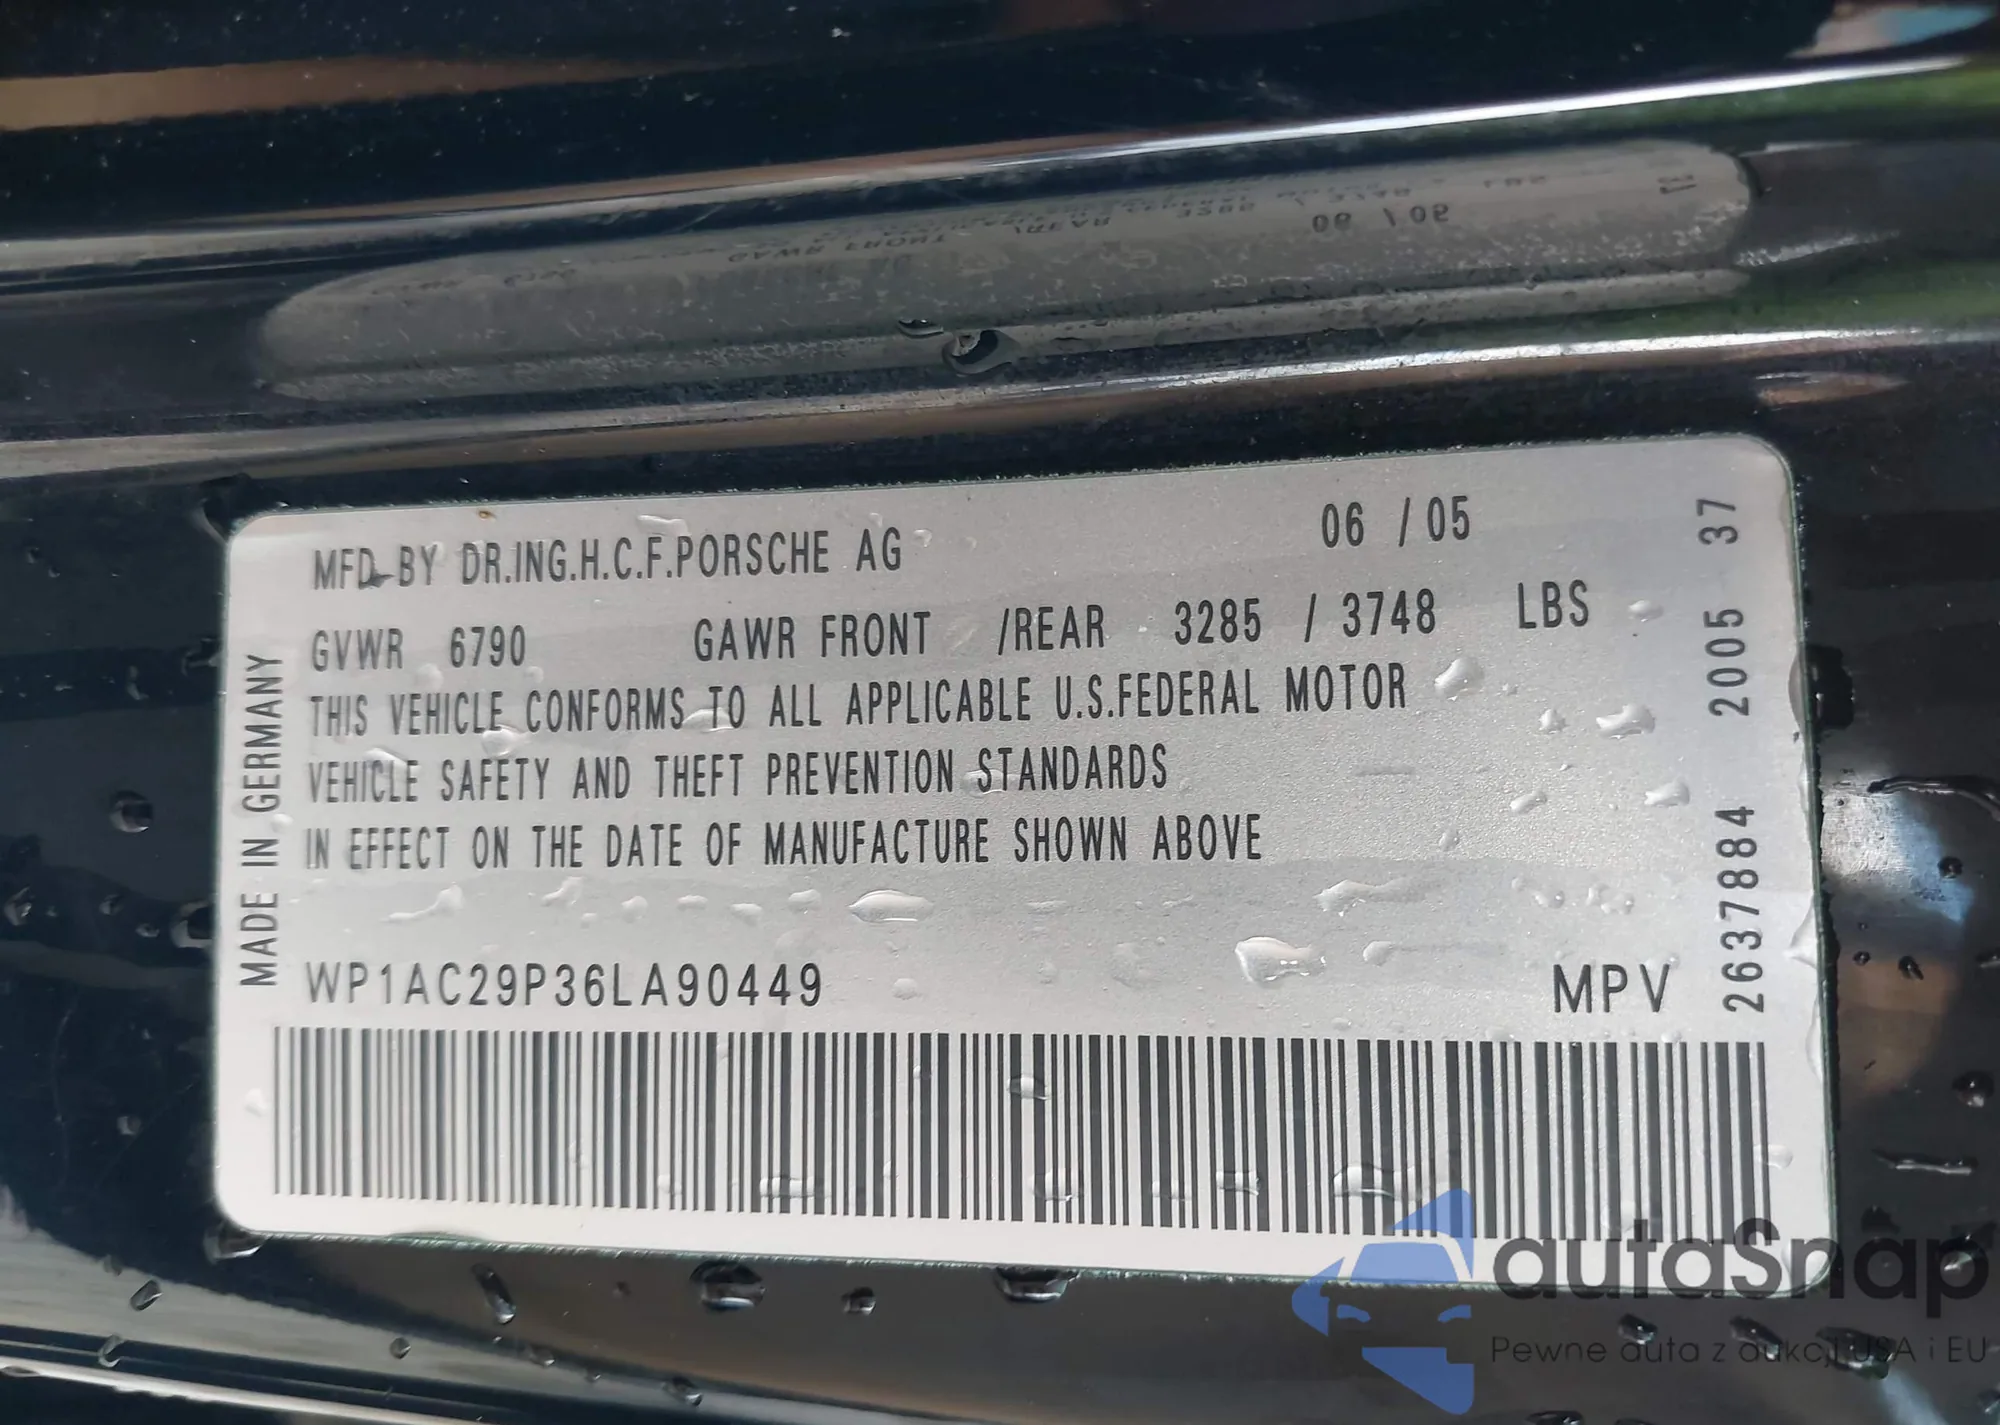 MFD.BY DR.ING.H.C.F.PORSCHE AG 06 / 05
GVWR 6790 GAWR FRONT /REAR 3285 / 3748 LBS
THIS VEHICLE CONFORMS TO ALL APPLICABLE U.S.FEDERAL MOTOR
VEHICLE SAFETY AND THEFT PREVENTION STANDARDS
IN EFFECT ON THE DATE OF MANUFACTURE SHOWN ABOVE
WP1AC29P36LA90449 MPV
MADE IN GERMANY
2637884 2005 37
autaSnap
Pewne auta z aukcji USA i EU